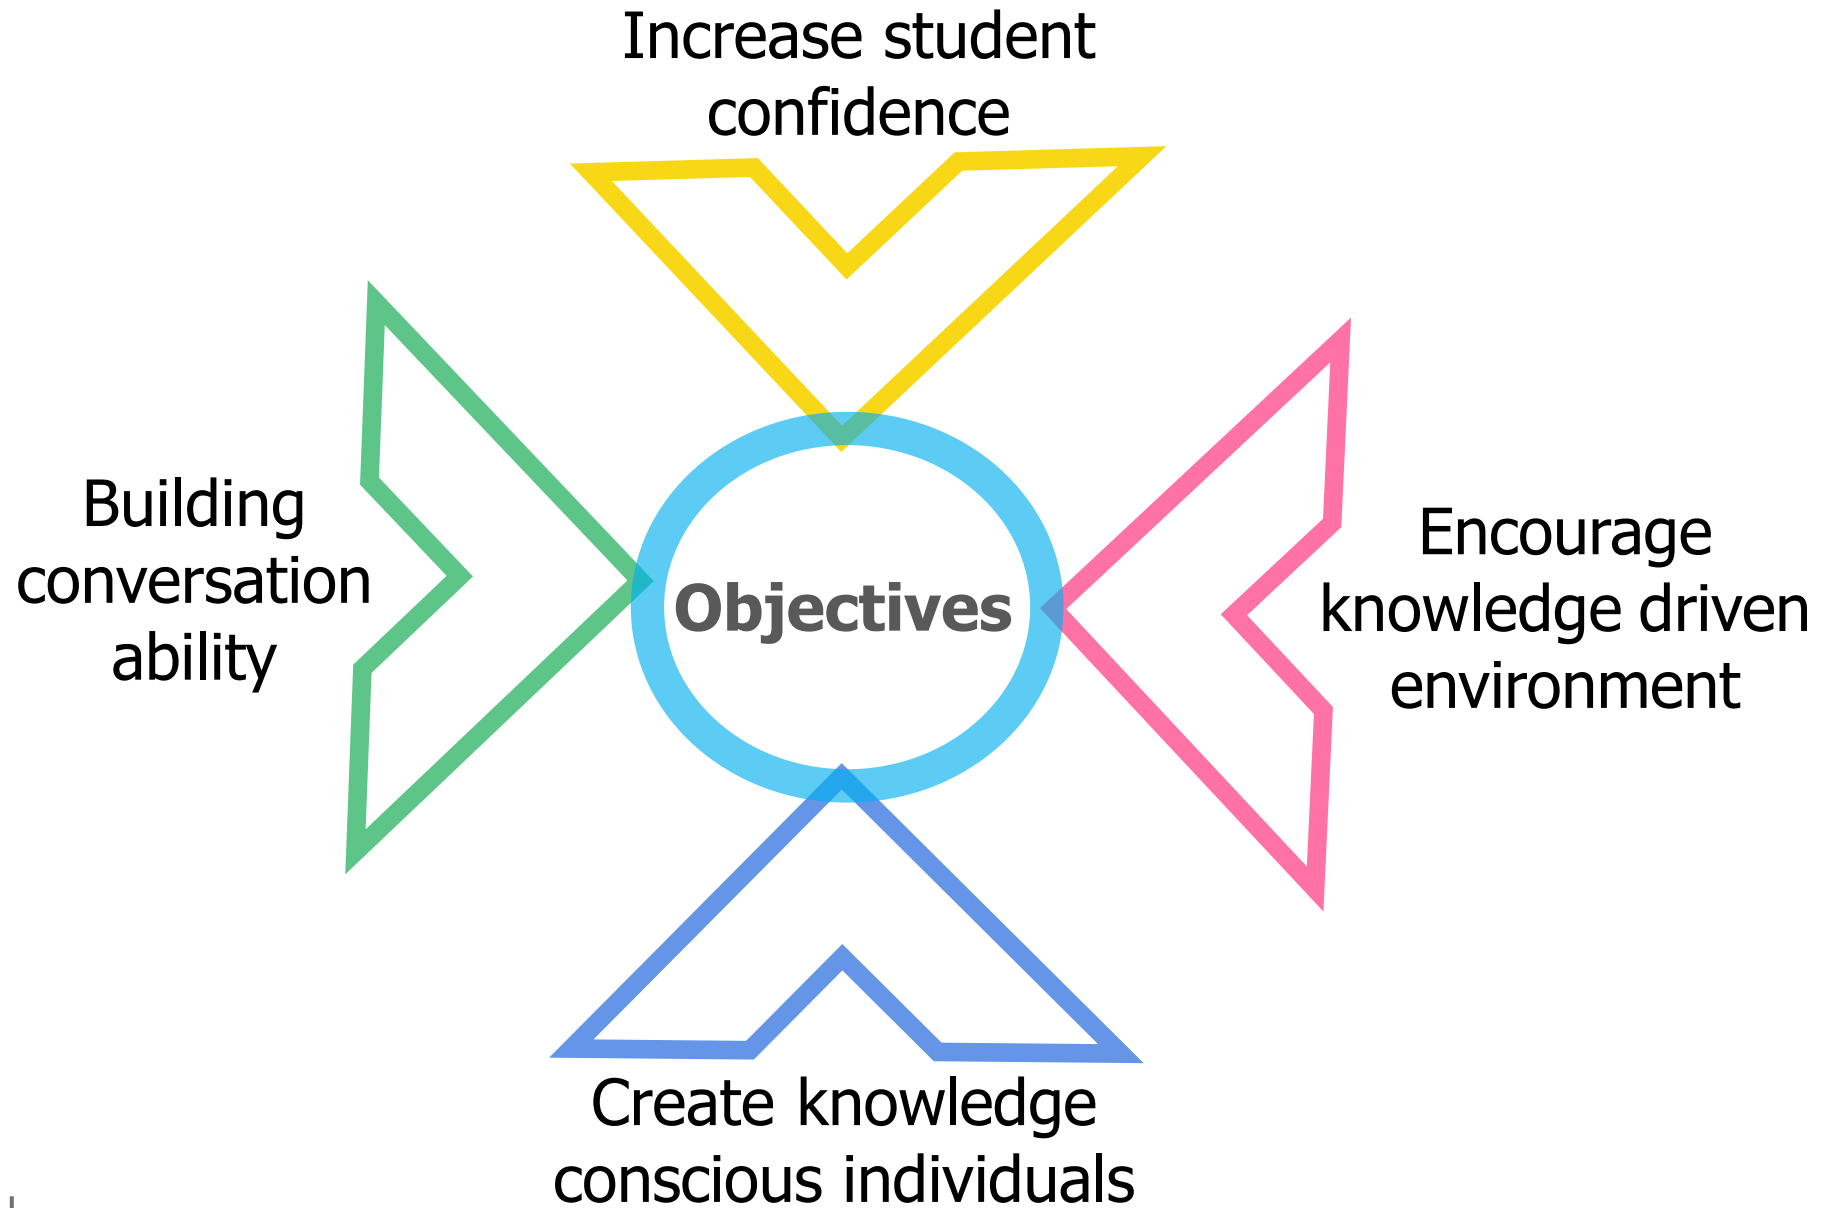 Increase student
confidence
Building
conversation
ability
Objectives
Encourage
knowledge driven
environment
Create knowledge
conscious individuals